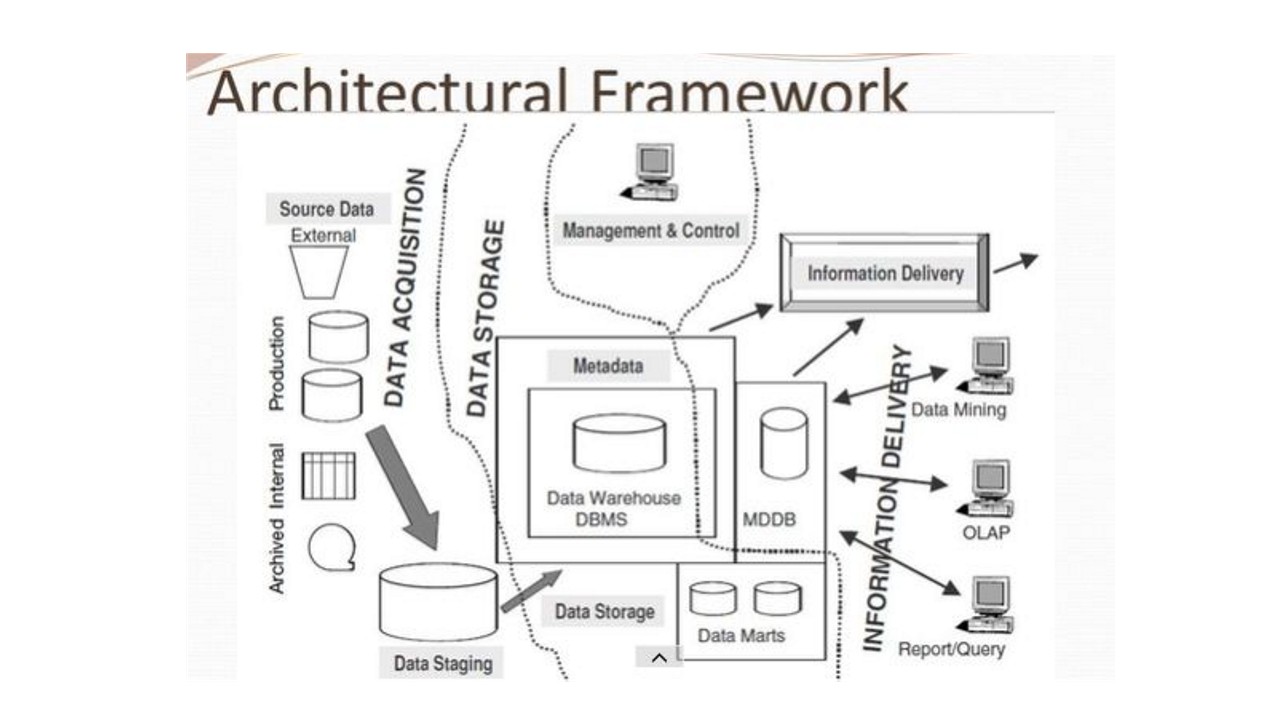 Architectural Framework
Source Data
External
Production
Internal
Archived
DATA ACQUISITION
Data Staging
DATA STORAGE
Management & Control
Metadata
Data Warehouse
DBMS
MDDB
Data Storage
Data Marts
Information Delivery
INFORMATION DELIVERY
Data Mining
OLAP
Report/Query